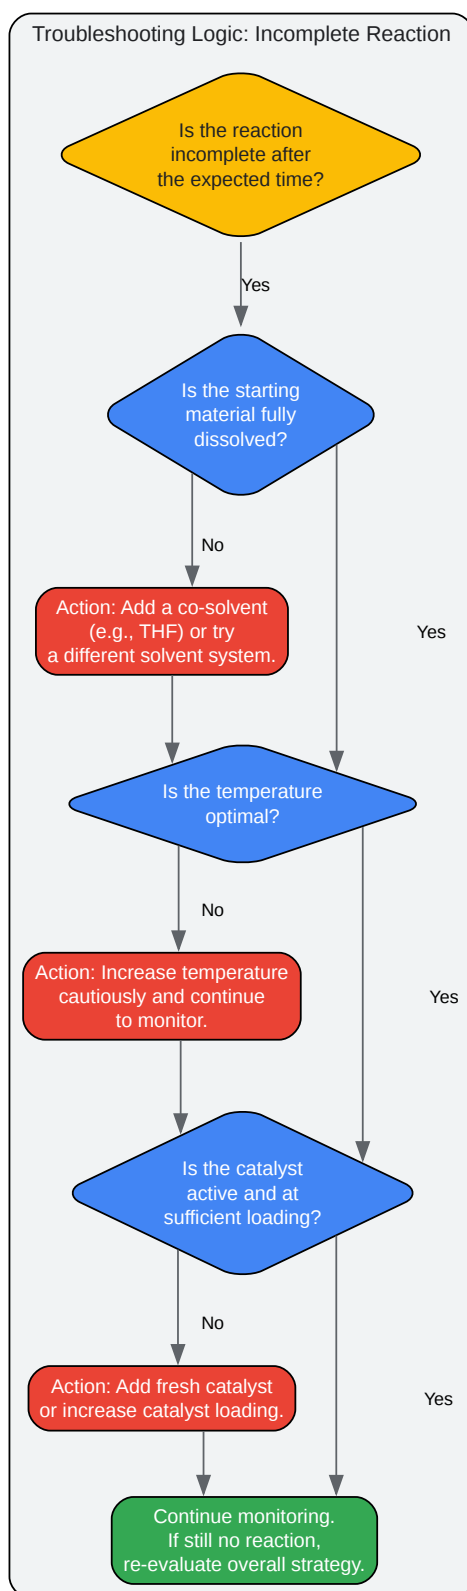 Troubleshooting Logic: Incomplete Reaction
Is the reaction
incomplete after
the expected time?
Yes
Is the starting
material fully
dissolved?
No
Action: Add a co-solvent
(e.g., THF) or try
a different solvent system.
Yes
Is the temperature
optimal?
No
Action: Increase temperature
cautiously and continue
to monitor.
Yes
Is the catalyst
active and at
sufficient loading?
No
Action: Add fresh catalyst
or increase catalyst loading.
Yes
Continue monitoring.
If still no reaction,
re-evaluate overall strategy.